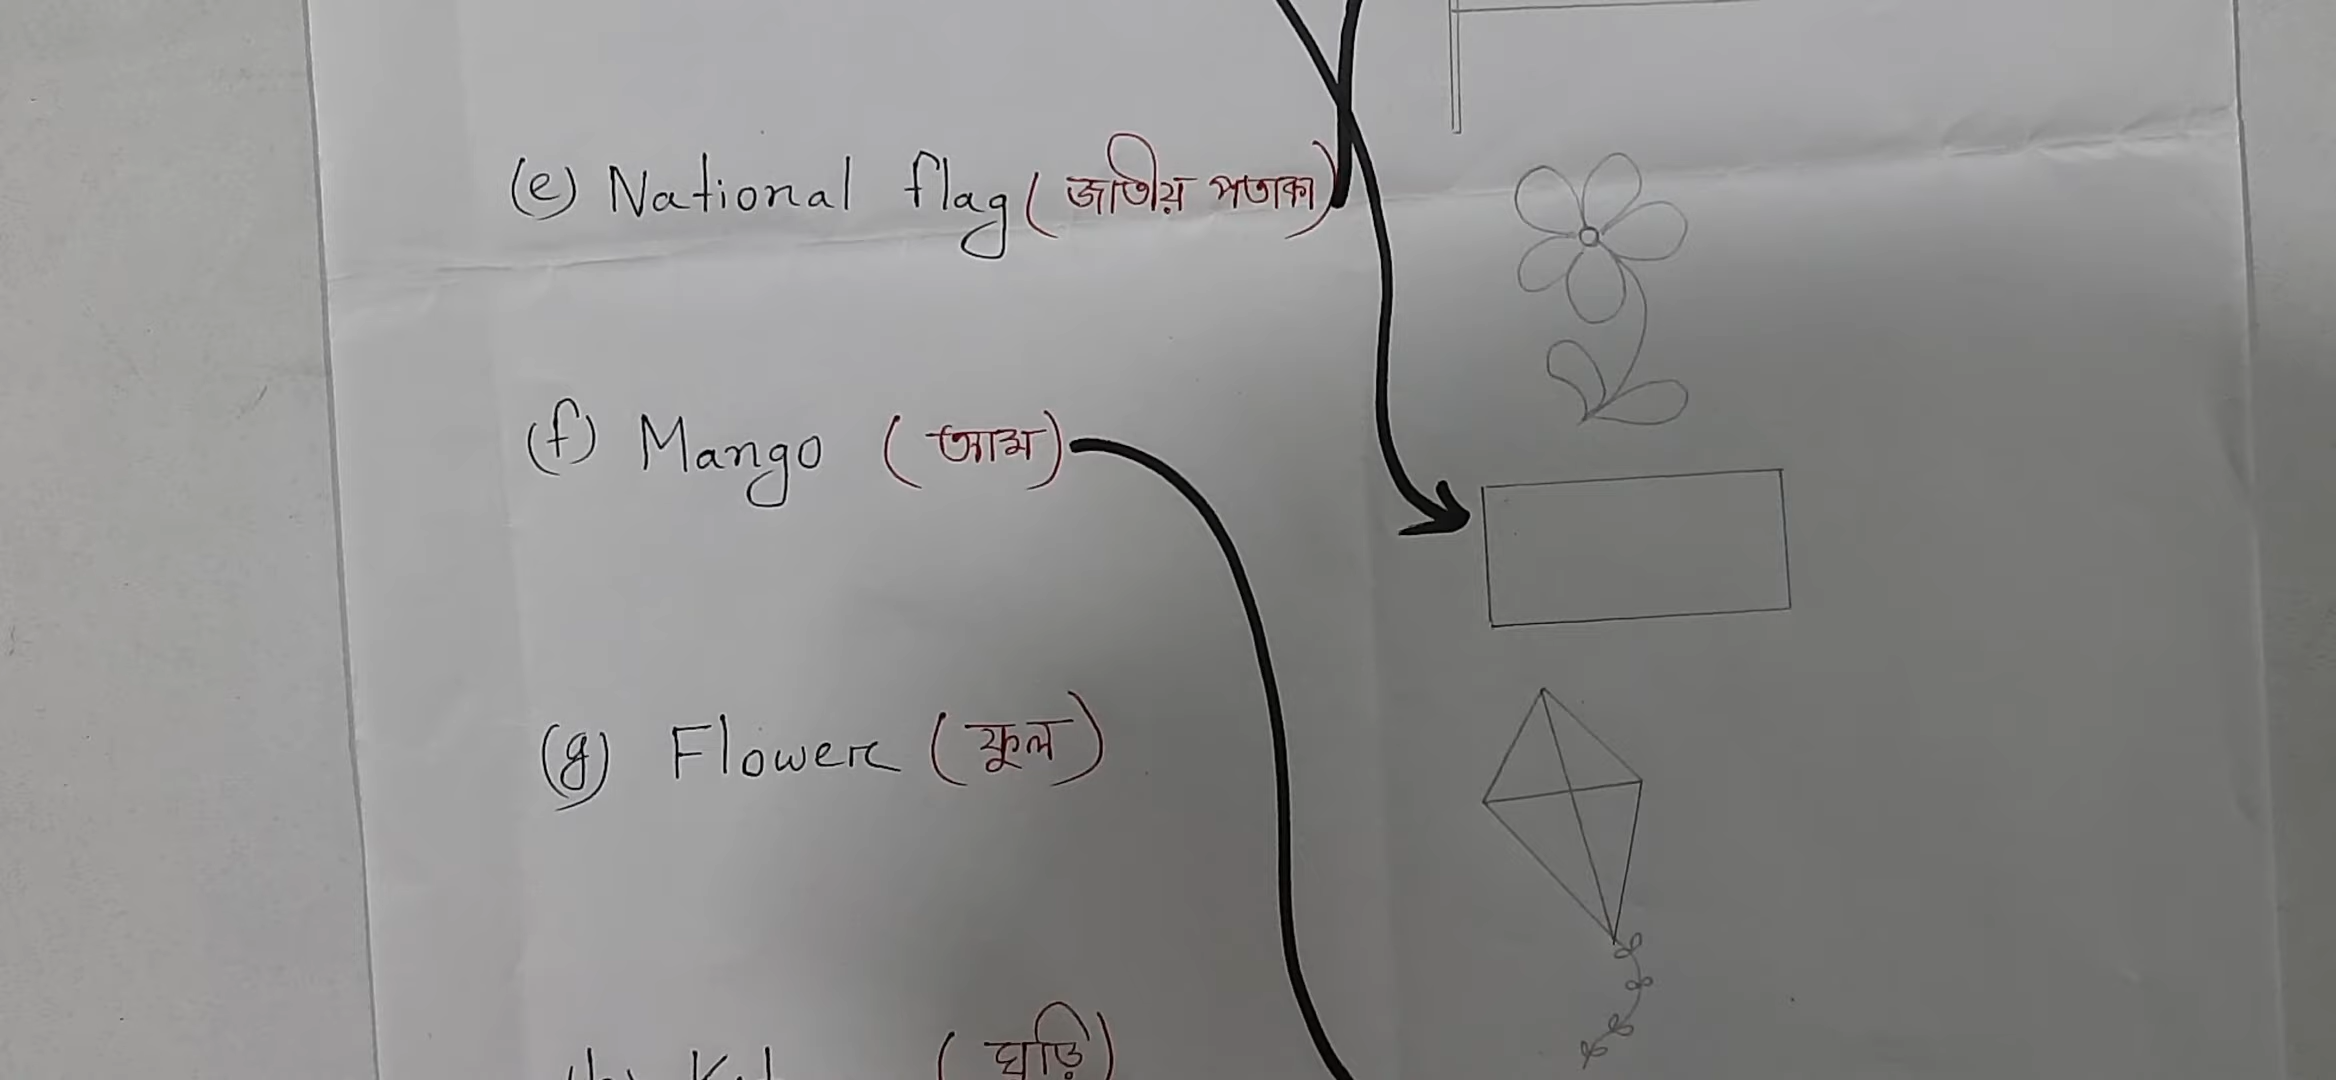 (e) National flag (জাতীয় পতাকা)
(f) Mango (আম)
(g) Flower (ফুল)
(ঘুড়ি)